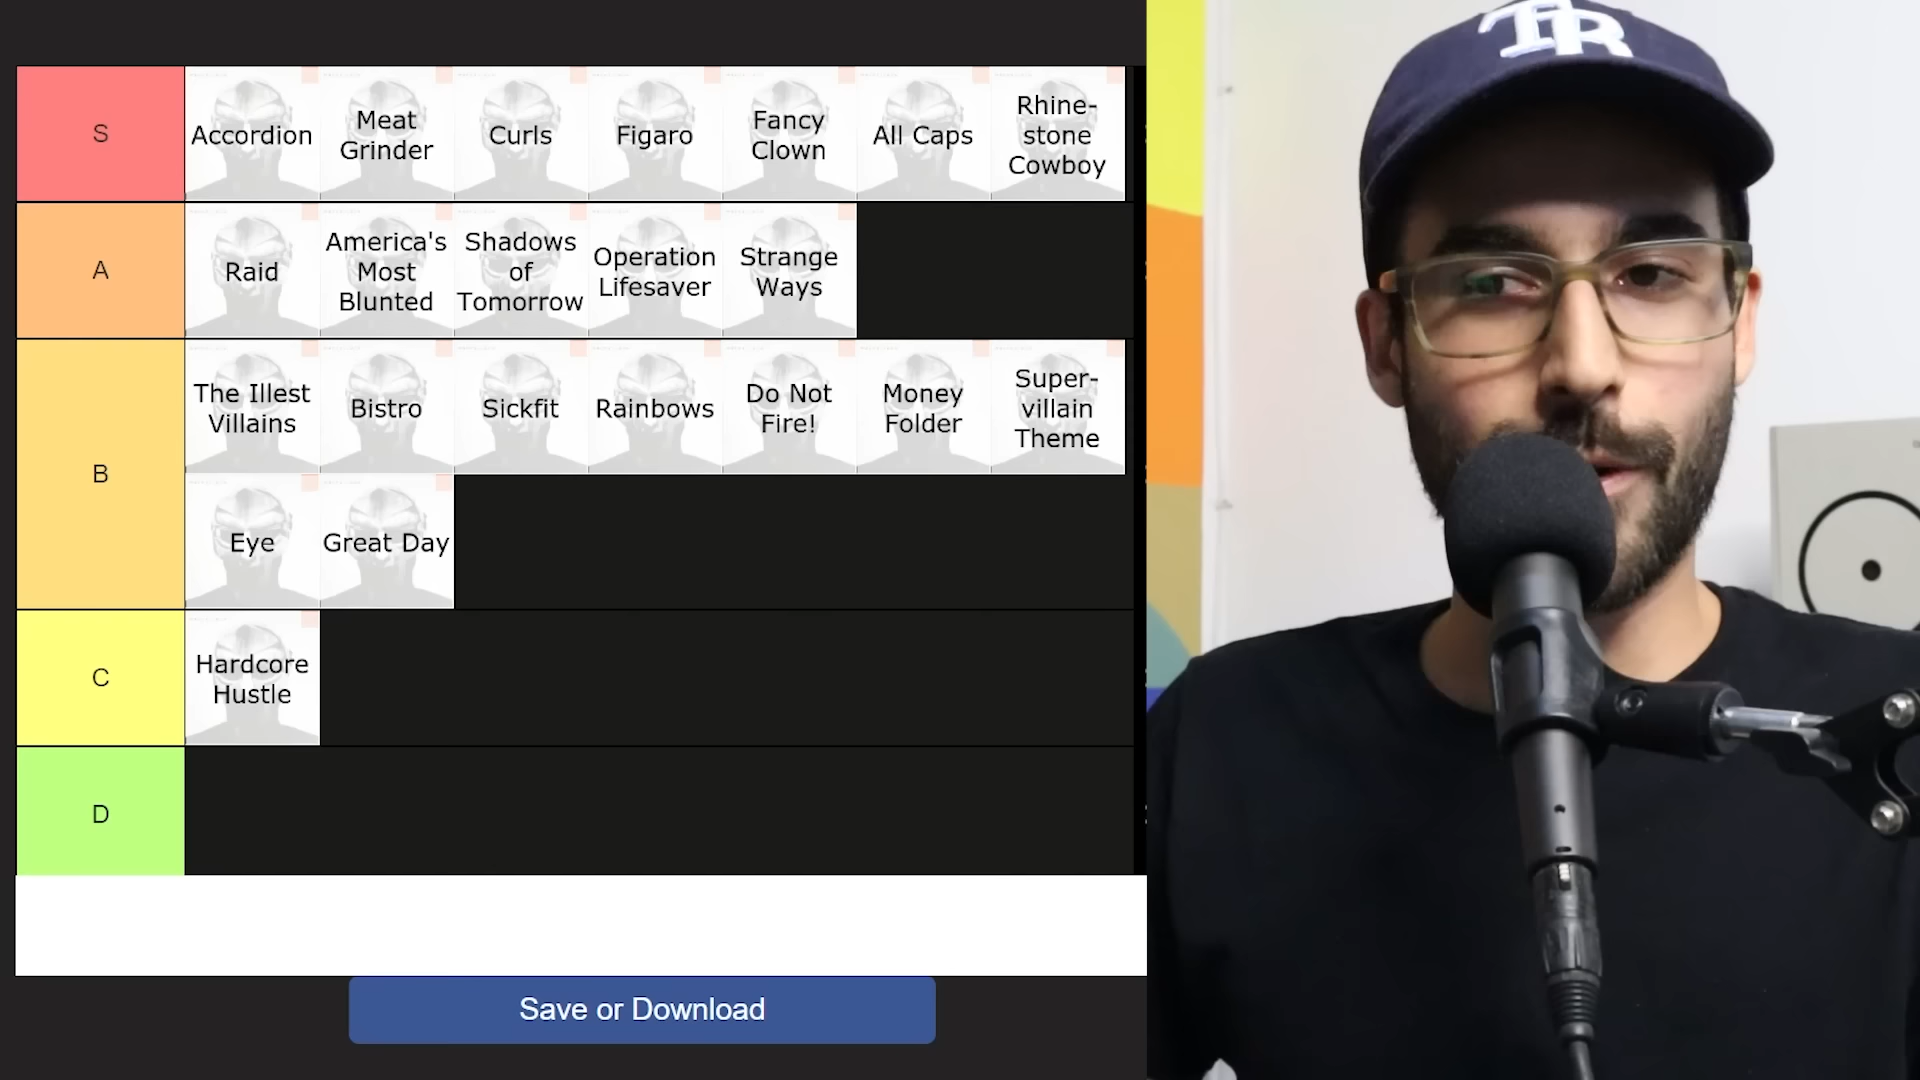 TR
S
Accordion
Meat
Grinder
Curls
Figaro
Fancy
Clown
All Caps
Rhine-
stone
Cowboy
A
Raid
America's
Most
Blunted
Shadows
of
Tomorrow
Operation
Lifesaver
Strange
Ways
B
The Illest
Villains
Bistro
Sickfit
Rainbows
Do Not
Fire!
Money
Folder
Super-
villain
Theme
Eye
Great Day
C
Hardcore
Hustle
D
Save or Download